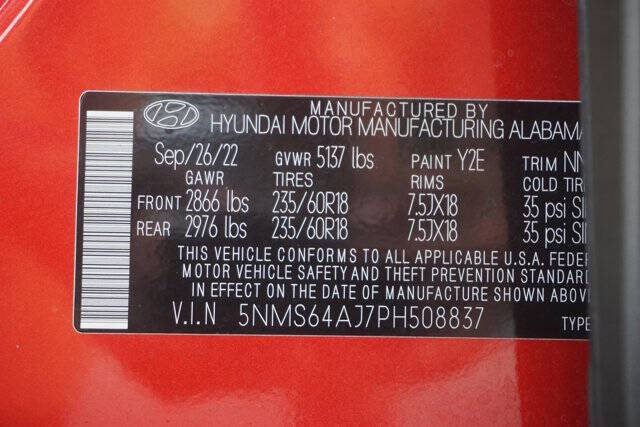 MANUFACTURED BY
HYUNDAI MOTOR MANUFACTURING ALABAMA
Sep/26/22 GVWR 5137 lbs PAINT Y2E TRIM NN
GAWR TIRES RIMS COLD TIR
FRONT 2866 lbs 235/60R18 7.5JX18 35 psi
REAR 2976 lbs 235/60R18 7.5JX18 35 psi
THIS VEHICLE CONFORMS TO ALL APPLICABLE U.S.A. FEDER
MOTOR VEHICLE SAFETY AND THEFT PREVENTION STANDARD
IN EFFECT ON THE DATE OF MANUFACTURE SHOWN ABOVE
V.I.N 5NMS64AJ7PH508837 TYPE